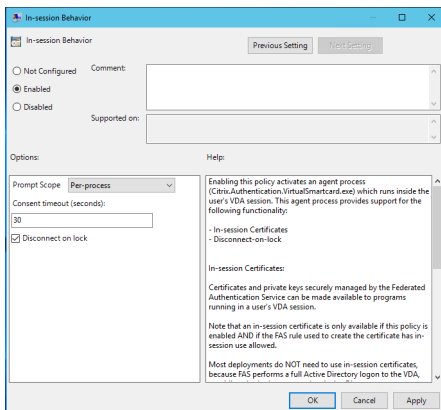 In-session Behavior
In-session Behavior
Previous Setting
Next Setting
Not Configured
Comment:
Enabled
Disabled
Supported on:
Options:
Help:
Prompt Scope Per-process
Consent timeout (seconds):
30
Disconnect on lock
Enabling this policy activates an agent process
(Citrix.Authentication.VirtualSmartcard.exe) which runs inside the
user's VDA session. This agent process provides support for the
following functionality:
- In-session Certificates
- Disconnect-on-lock
In-session Certificates:
Certificates and private keys securely managed by the Federated
Authentication Service can be made available to programs
running in a user's VDA session.
Note that an in-session certificate is only available if this policy is
enabled AND if the FAS rule used to create the certificate has in-
session use allowed.
Most deployments do NOT need to use in-session certificates,
because FAS performs a full Active Directory logon to the VDA,
OK
Cancel
Apply